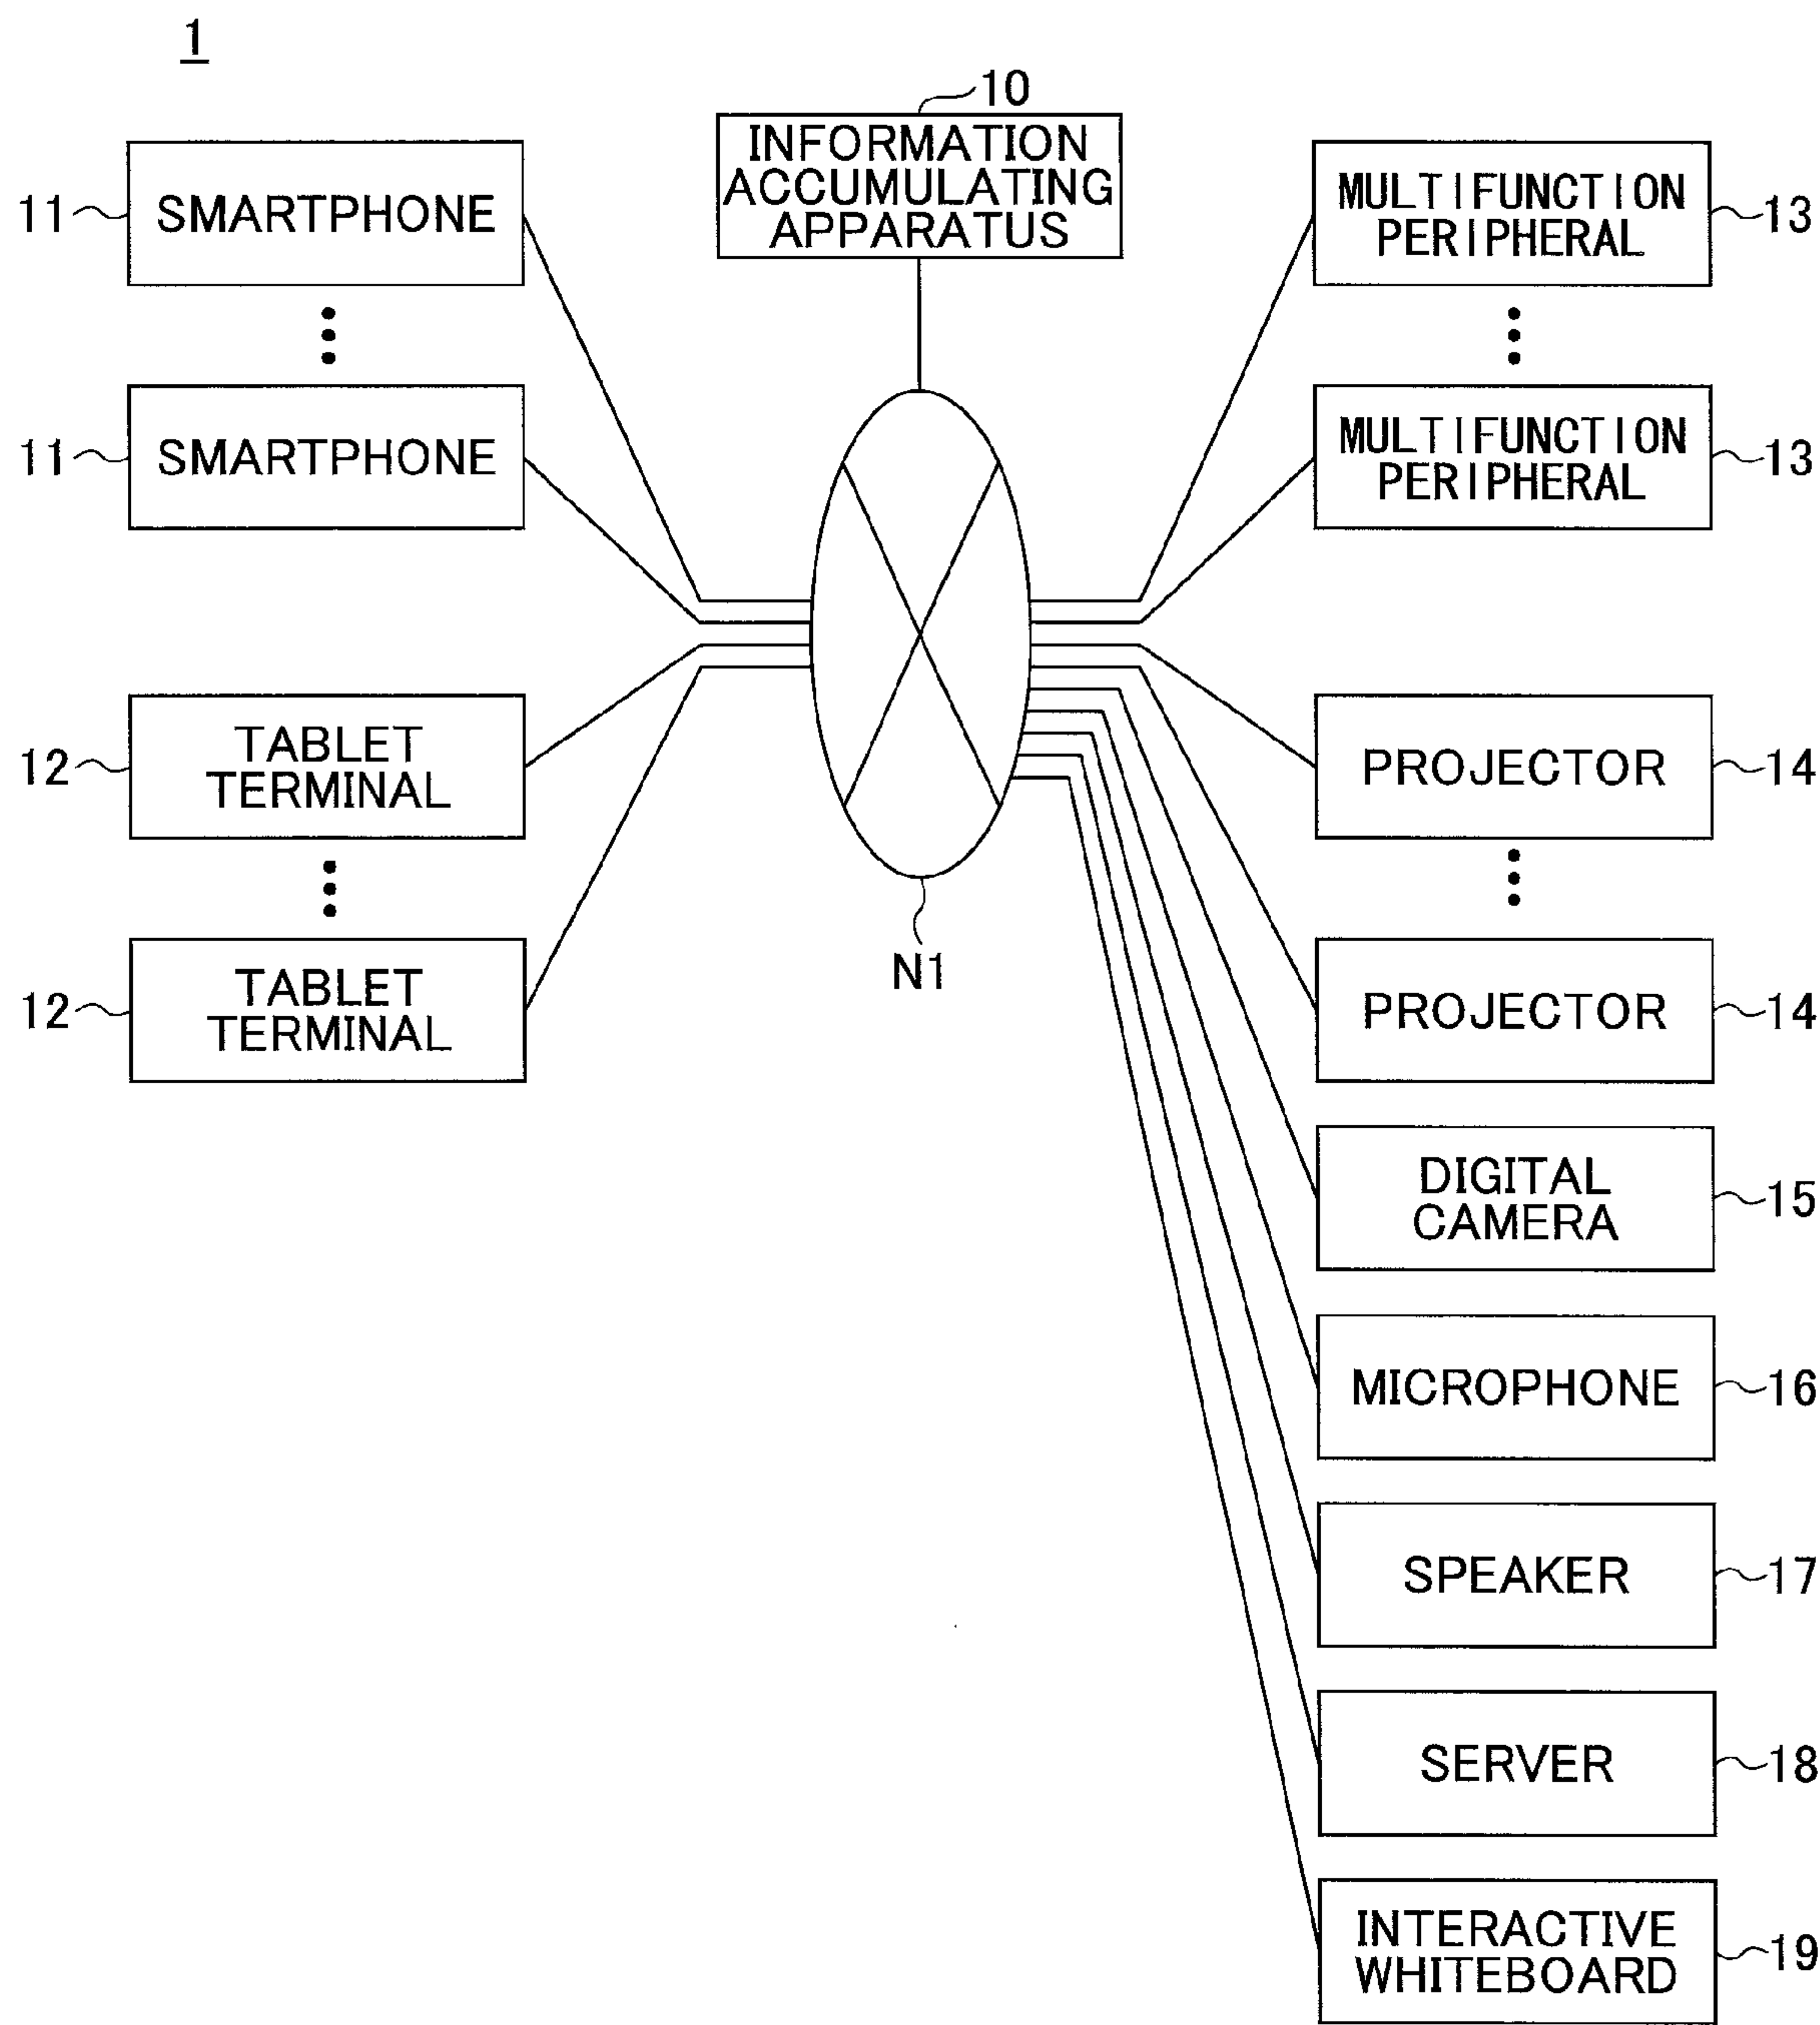 1
10
INFORMATION
ACCUMULATING
APPARATUS
11
SMARTPHONE
11
SMARTPHONE
12
TABLET
TERMINAL
12
TABLET
TERMINAL
N1
MULTIFUNCTION
PERIPHERAL
13
MULTIFUNCTION
PERIPHERAL
13
PROJECTOR
14
PROJECTOR
14
DIGITAL
CAMERA
15
MICROPHONE
16
SPEAKER
17
SERVER
18
INTERACTIVE
WHITEBOARD
19